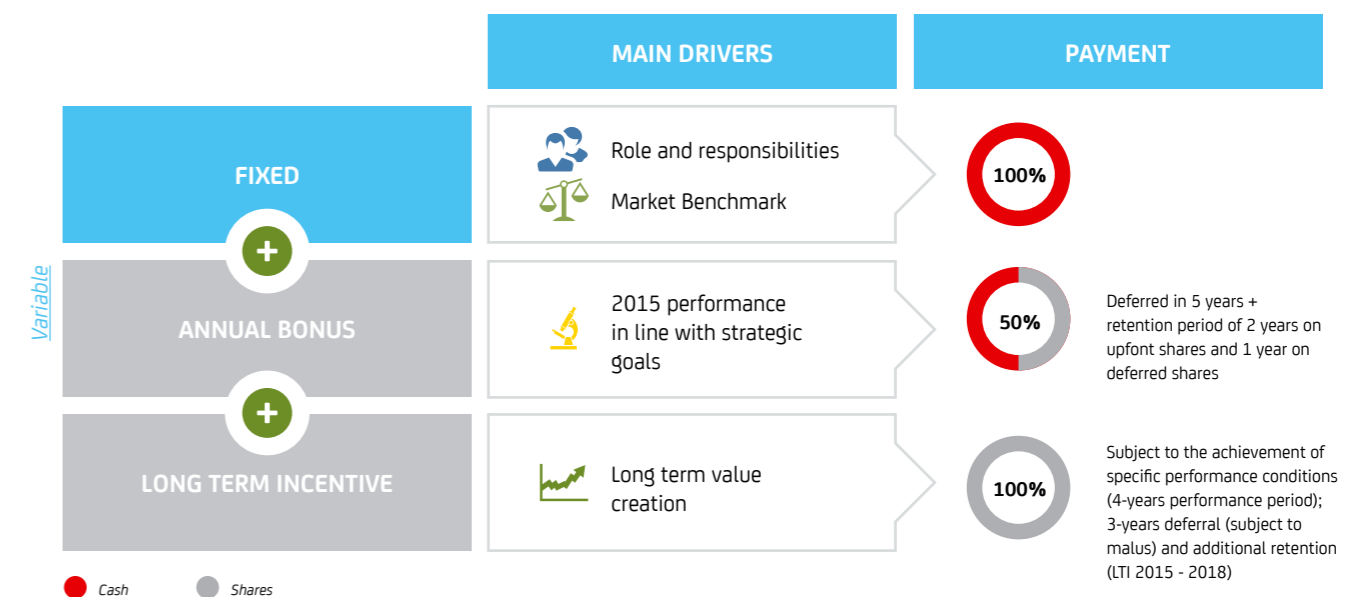 MAIN DRIVERS
PAYMENT
FIXED
Role and responsibilities
Market Benchmark
100%
Variable
ANNUAL BONUS
2015 performance
in line with strategic
goals
50%
Deferred in 5 years +
retention period of 2 years on
upfont shares and 1 year on
deferred shares
LONG TERM INCENTIVE
Long term value
creation
100%
Subject to the achievement of
specific performance conditions
(4-years performance period);
3-years deferral (subject to
malus) and additional retention
(LTI 2015 - 2018)
Cash
Shares